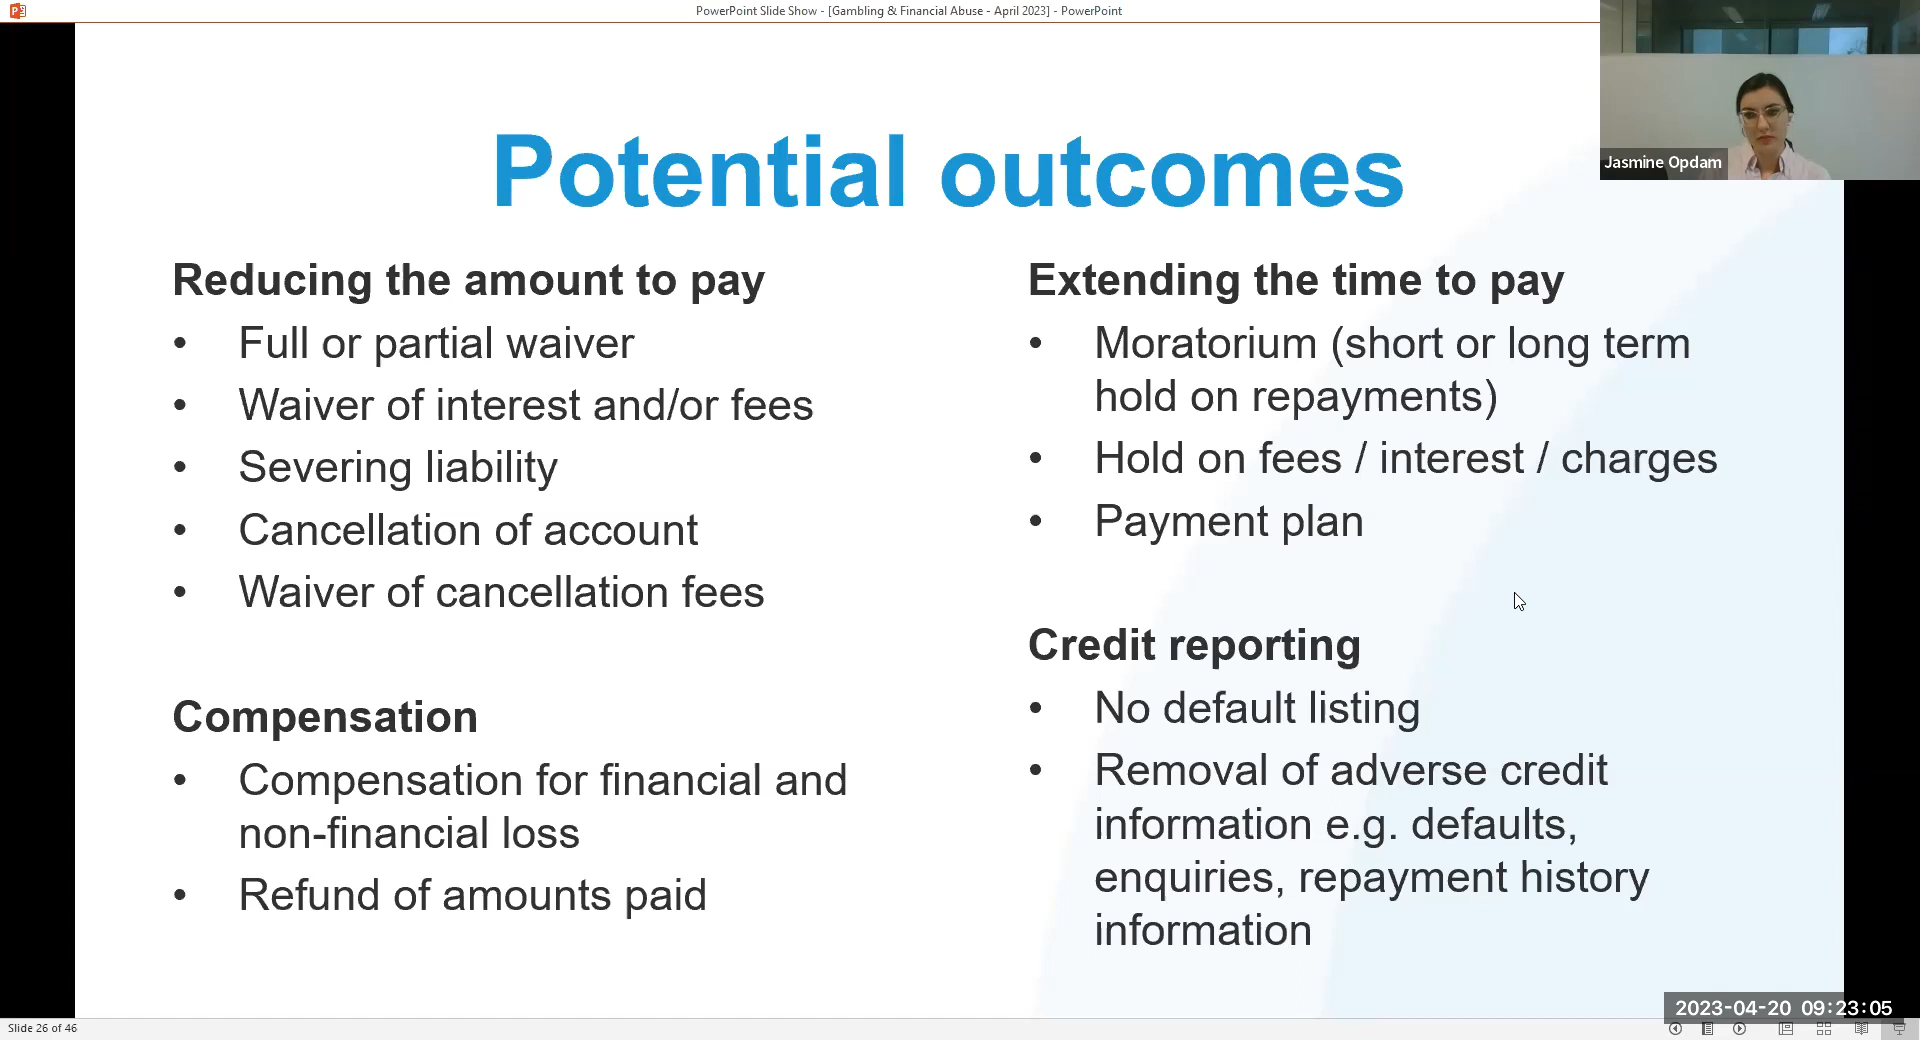 PowerPoint Slide Show - [Gambling & Financial Abuse - April 2023] - PowerPoint
Jasmine Opdam
Potential outcomes
Reducing the amount to pay
• Full or partial waiver
• Waiver of interest and/or fees
• Severing liability
• Cancellation of account
• Waiver of cancellation fees
Compensation
• Compensation for financial and
non-financial loss
• Refund of amounts paid
Extending the time to pay
• Moratorium (short or long term
hold on repayments)
• Hold on fees / interest / charges
• Payment plan
Credit reporting
• No default listing
• Removal of adverse credit
information e.g. defaults,
enquiries, repayment history
information
2023-04-20 09:23:05
Slide 26 of 46